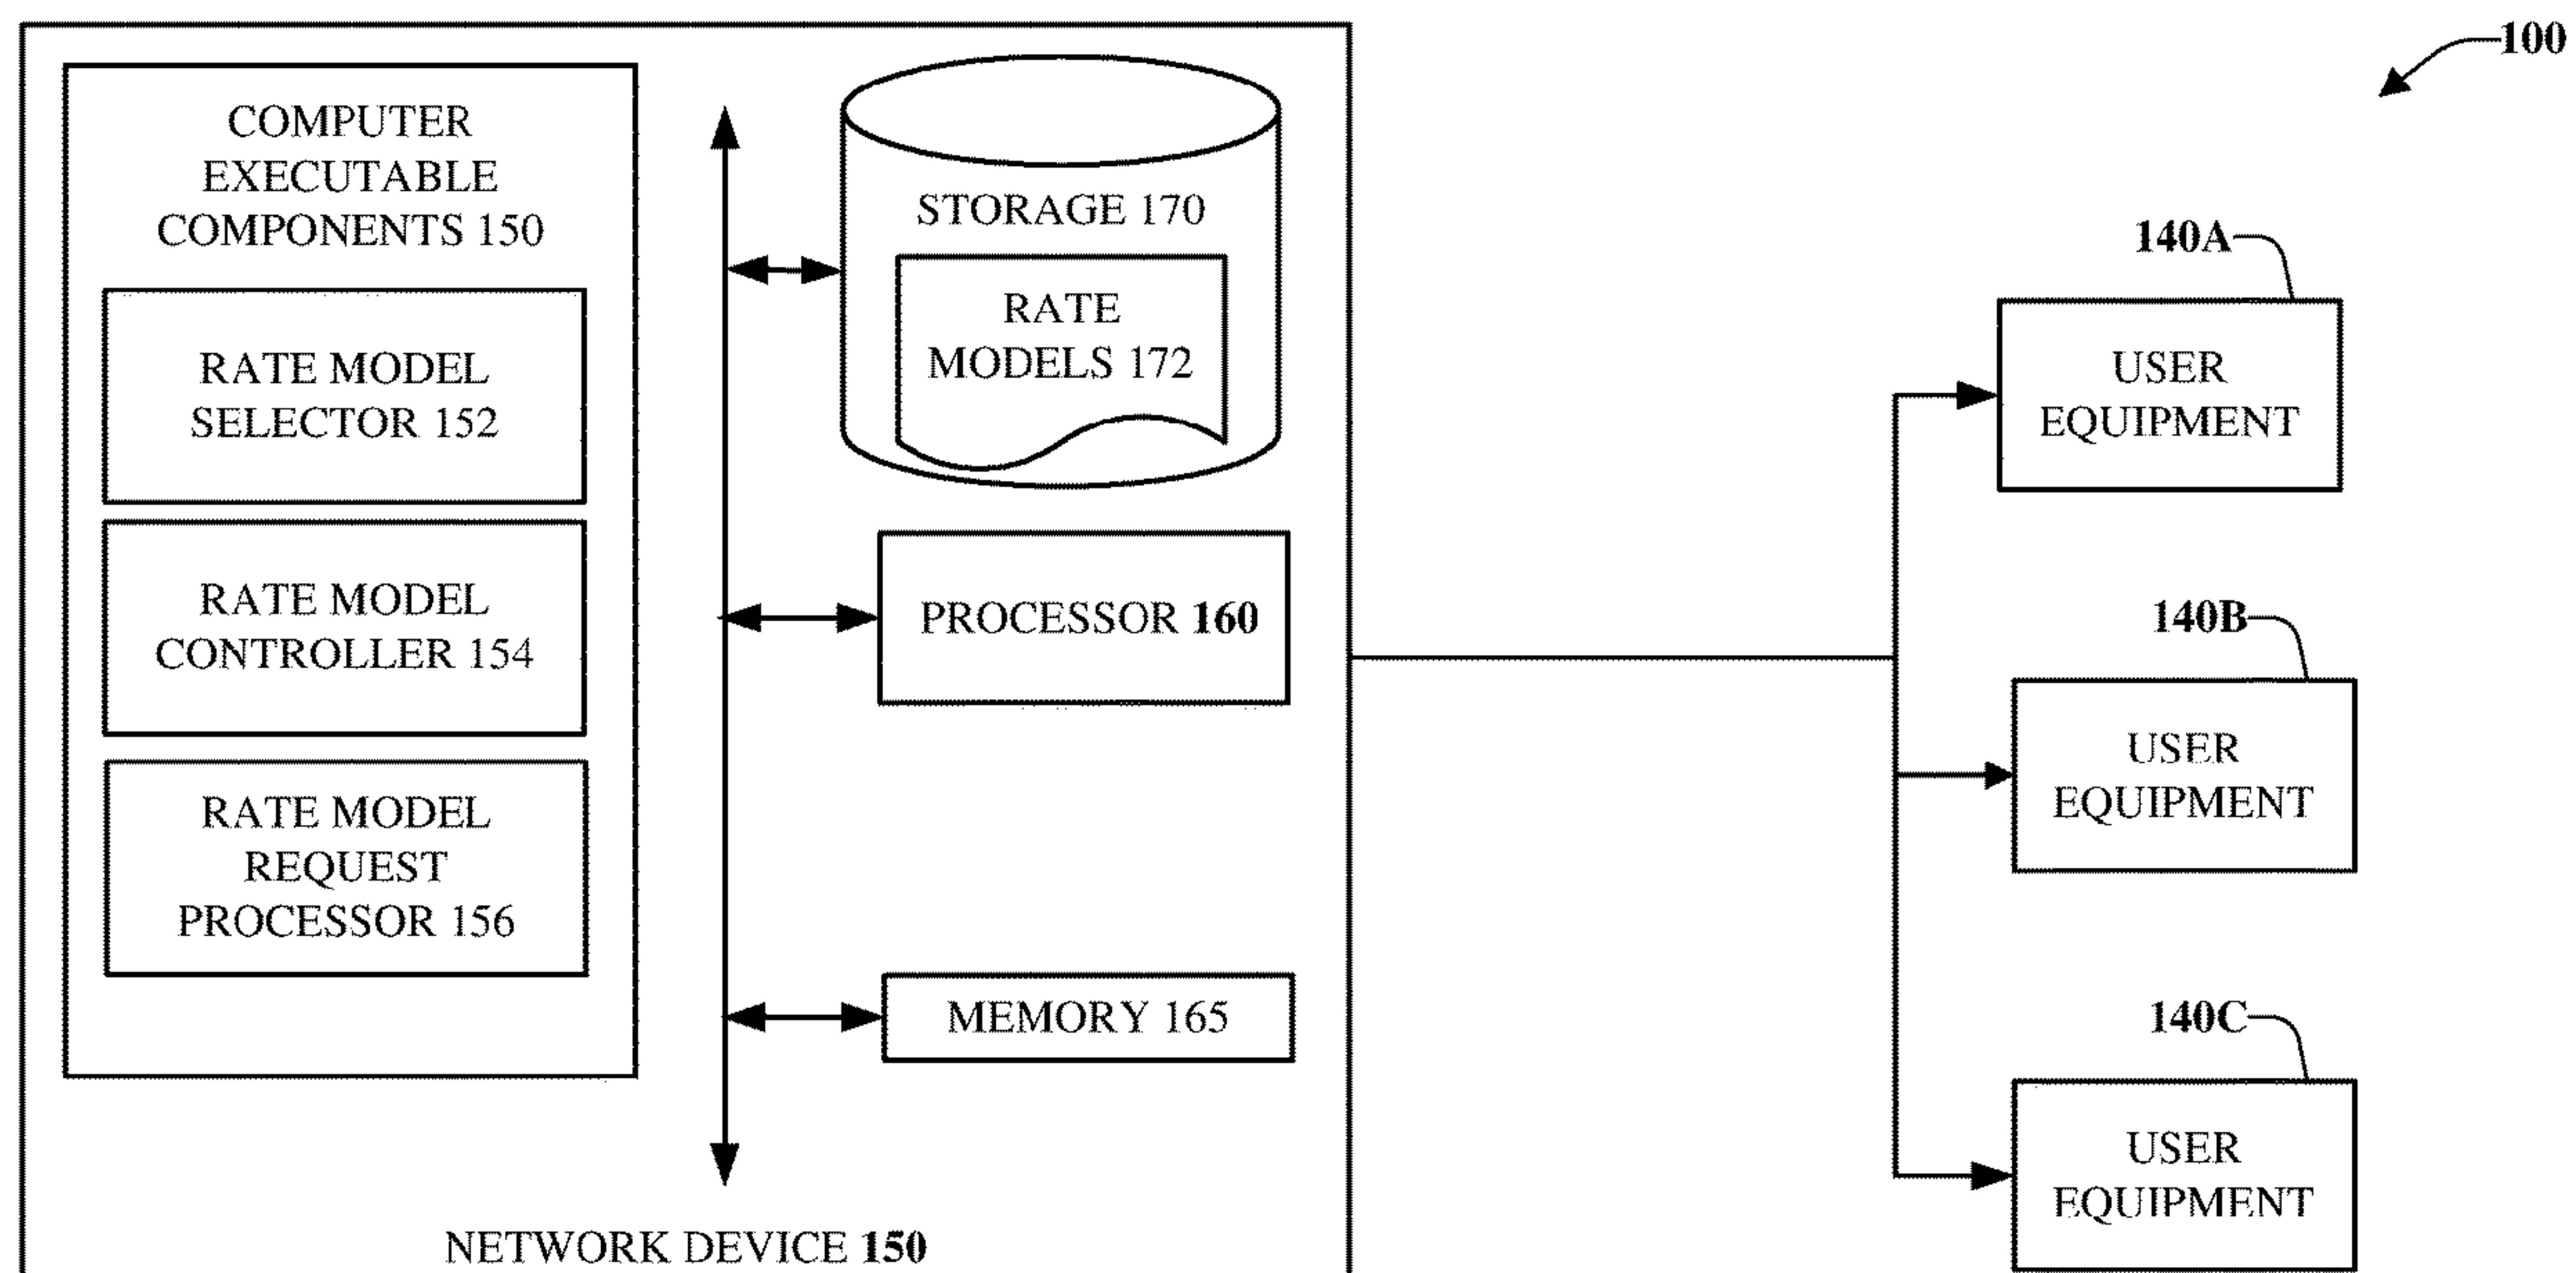 100
COMPUTER
EXECUTABLE
COMPONENTS 150
RATE MODEL
SELECTOR 152
RATE MODEL
CONTROLLER 154
RATE MODEL
REQUEST
PROCESSOR 156
STORAGE 170
RATE
MODELS 172
PROCESSOR 160
MEMORY 165
NETWORK DEVICE 150
140A
USER
EQUIPMENT
140B
USER
EQUIPMENT
140C
USER
EQUIPMENT